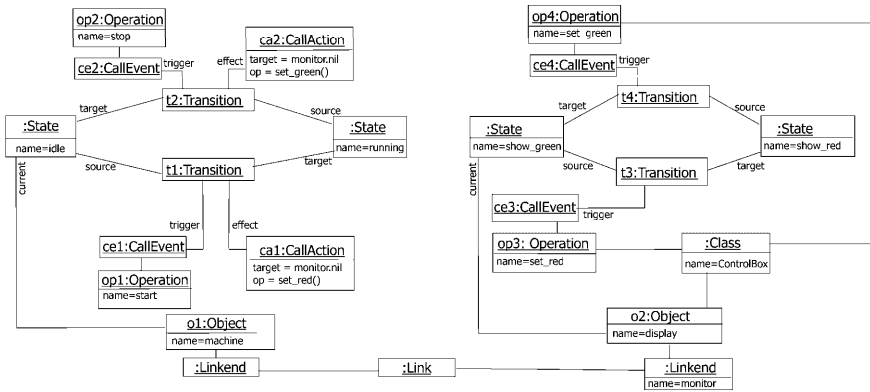 op2:Operation
name=stop
ce2:CallEvent
trigger
effect
ca2:CallAction
target = monitor.nil
op = set_green()
target
t2:Transition
source
:State
name=idle
:State
name=running
source
t1:Transition
target
current
trigger
effect
ce1:CallEvent
op1:Operation
name=start
ca1:CallAction
target = monitor.nil
op = set_red()
o1:Object
name=machine
:Linkend
:Link
op4:Operation
name=set green
trigger
ce4:CallEvent
target
t4:Transition
source
:State
name=show_green
:State
name=show_red
source
t3:Transition
target
current
ce3:CallEvent
trigger
op3: Operation
name=set_red
:Class
name=ControlBox
o2:Object
name=display
:Linkend
name=monitor